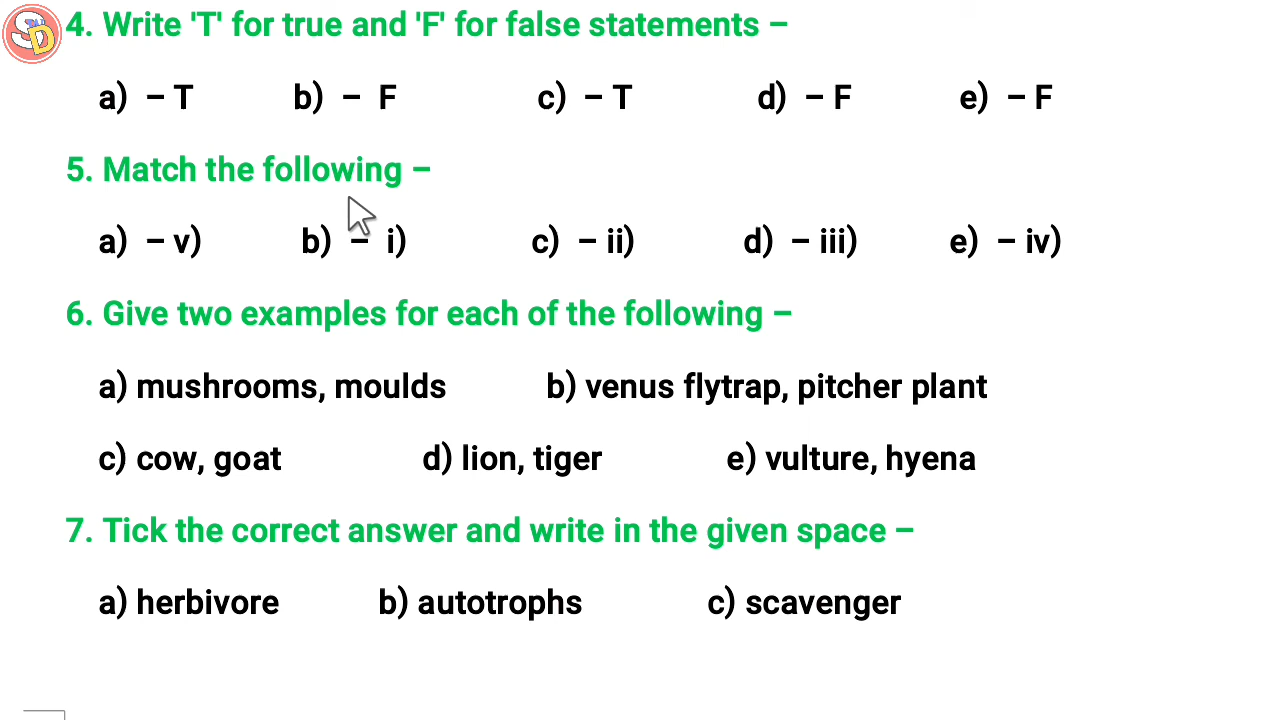 4. Write 'T' for true and 'F' for false statements –
a) – T b) – F c) – T d) – F e) – F
5. Match the following –
a) – v) b) – i) c) – ii) d) – iii) e) – iv)
6. Give two examples for each of the following –
a) mushrooms, moulds b) venus flytrap, pitcher plant
c) cow, goat d) lion, tiger e) vulture, hyena
7. Tick the correct answer and write in the given space –
a) herbivore b) autotrophs c) scavenger